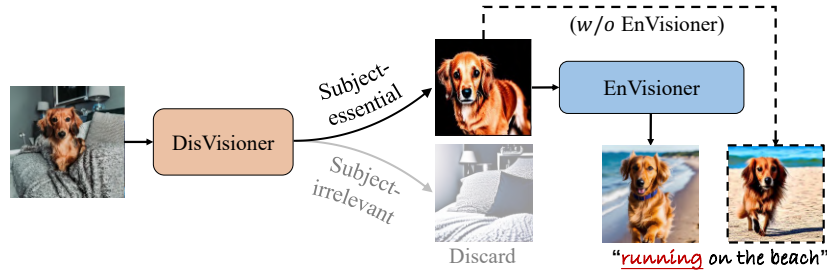 (w/o EnVisioner)
Subject-
essential
EnVisioner
DisVisioner
Subject-
irrelevant
Discard
“running on the beach”